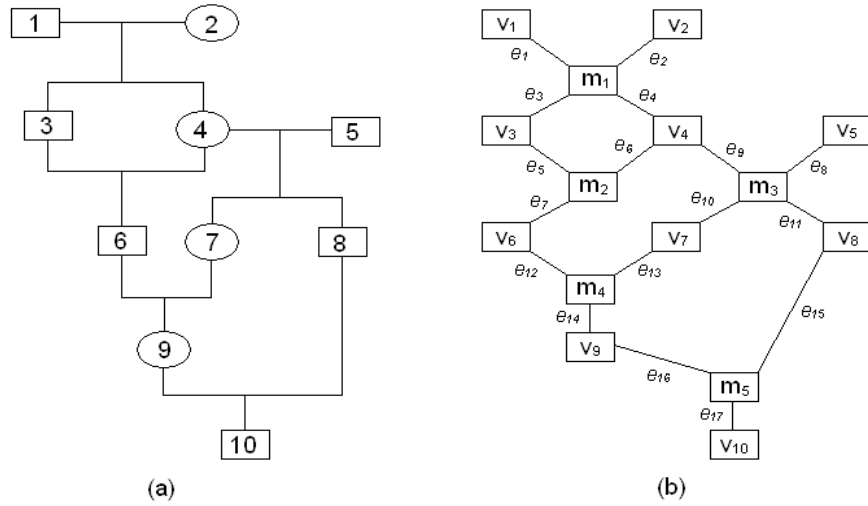 1
2
3
4
5
6
7
8
9
10
(a)
v1 v2
e1 e2
m1
e3 e4
v3 v4 v5
e5 e6 e9 e8
m2 m3
e7 e10 e11
v6 v7 v8
e12 e13
m4
e14 e15
v9
e16 m5
e17
v10
(b)